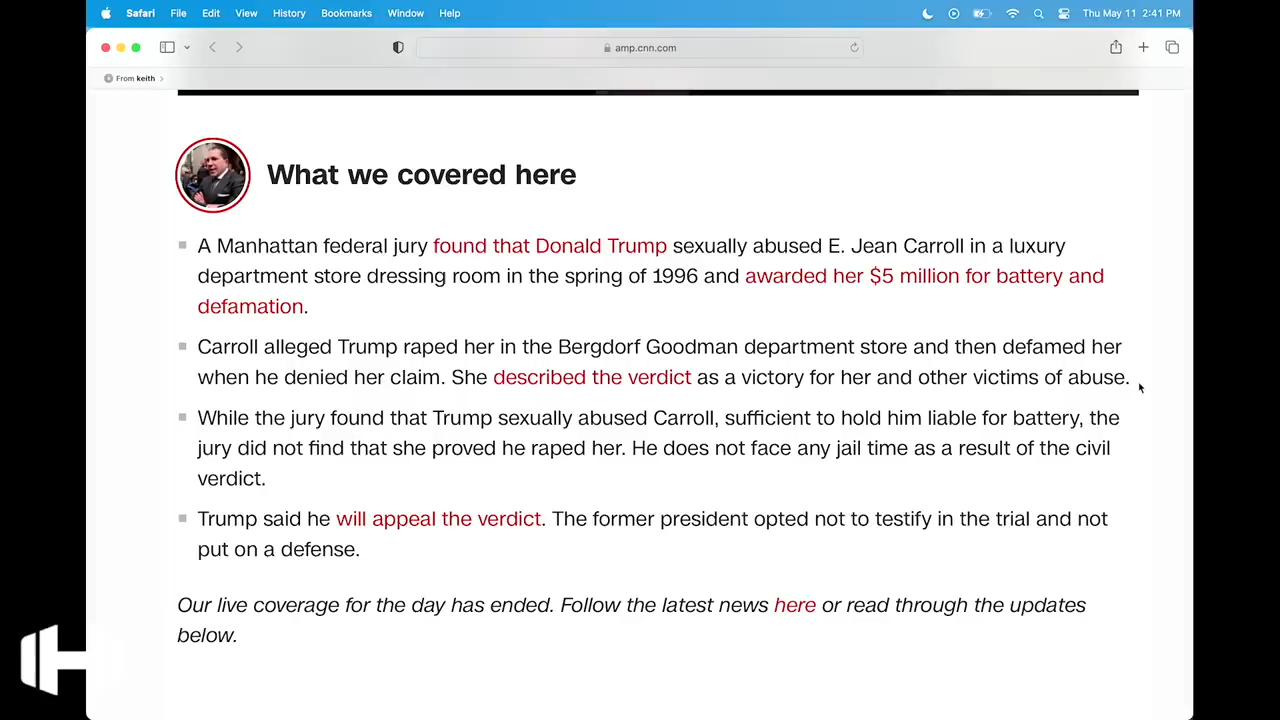 Safari File Edit View History Bookmarks Window Help Thu May 11 2:41 PM
amp.cnn.com
From keith
What we covered here
A Manhattan federal jury found that Donald Trump sexually abused E. Jean Carroll in a luxury
department store dressing room in the spring of 1996 and awarded her $5 million for battery and
defamation.
Carroll alleged Trump raped her in the Bergdorf Goodman department store and then defamed her
when he denied her claim. She described the verdict as a victory for her and other victims of abuse.
While the jury found that Trump sexually abused Carroll, sufficient to hold him liable for battery, the
jury did not find that she proved he raped her. He does not face any jail time as a result of the civil
verdict.
Trump said he will appeal the verdict. The former president opted not to testify in the trial and not
put on a defense.
Our live coverage for the day has ended. Follow the latest news here or read through the updates
below.